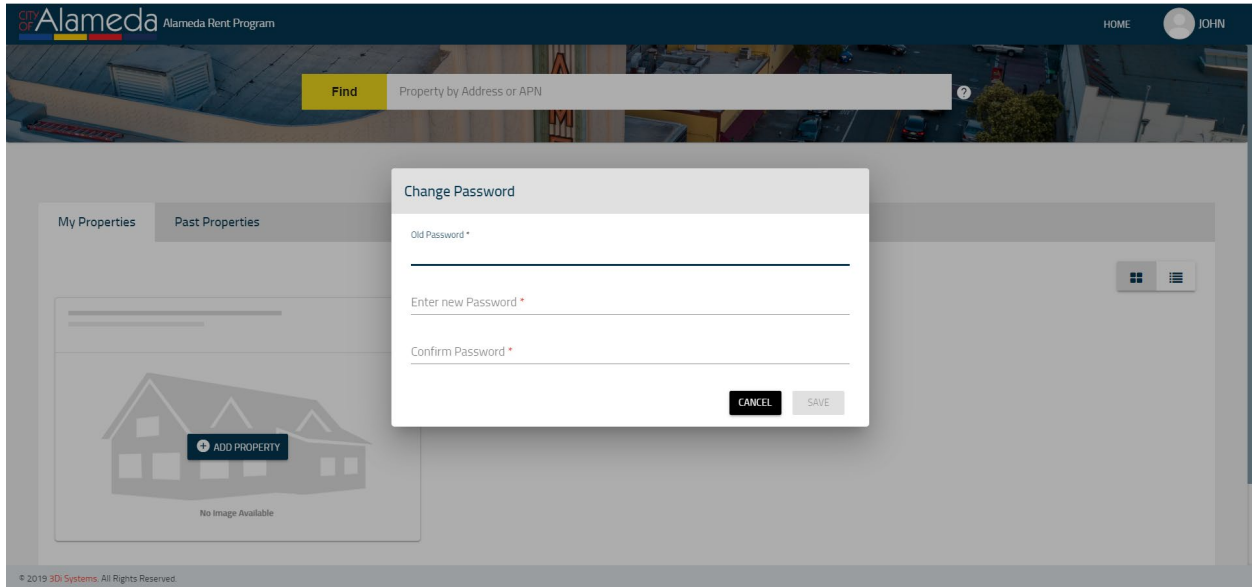 CITY OF Alameda Alameda Rent Program HOME JOHN
Find Property by Address or APN ?
Change Password
My Properties Past Properties
Old Password *
Enter new Password *
Confirm Password *
CANCEL SAVE
ADD PROPERTY
No Image Available
© 2019 3Di Systems. All Rights Reserved.